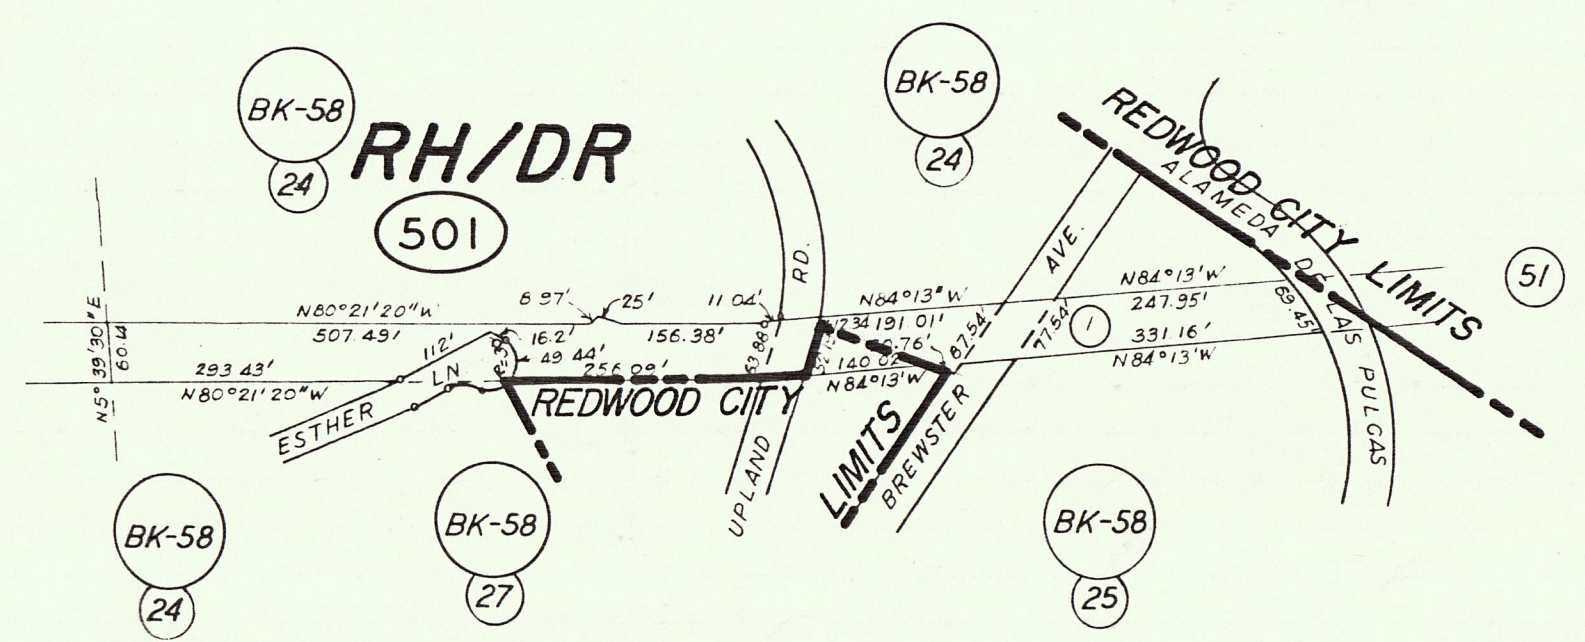 BK-58
24
RH/DR
501
BK-58
24
REDWOOD CITY LIMITS
ALAMEDA DE LAS PULGAS
51
N5°39'30"E
60.14
N80°21'20"W
507.49'
293.43'
N80°21'20"W
112'
ESTHER LN
8.97'
25'
16.2'
49.44'
156.38'
256.09'
11.04'
63.88'
UPLAND RD.
N84°13'W
191.01'
140.02
N84°13'W
87.54'
77.54'
BREWSTER AVE.
1
N84°13'W
247.95'
331.16'
N84°13'W
69.45'
REDWOOD CITY LIMITS
BK-58
24
BK-58
27
BK-58
25